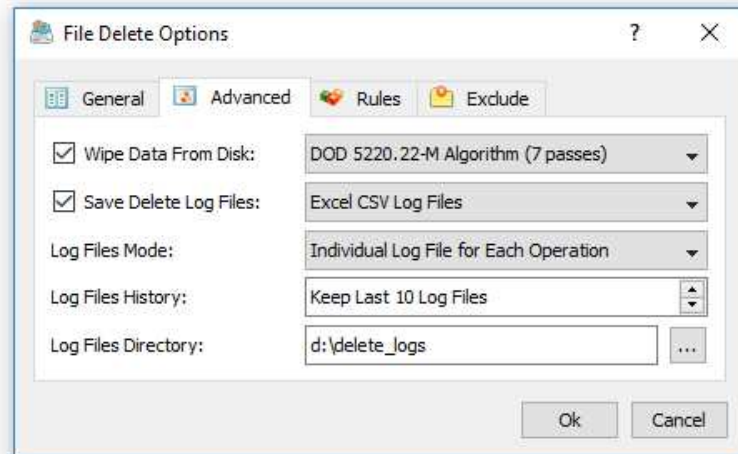 File Delete Options
?
General Advanced Rules Exclude
Wipe Data From Disk: DOD 5220.22-M Algorithm (7 passes)
Save Delete Log Files: Excel CSV Log Files
Log Files Mode: Individual Log File for Each Operation
Log Files History: Keep Last 10 Log Files
Log Files Directory: d:\delete_logs ...
Ok Cancel